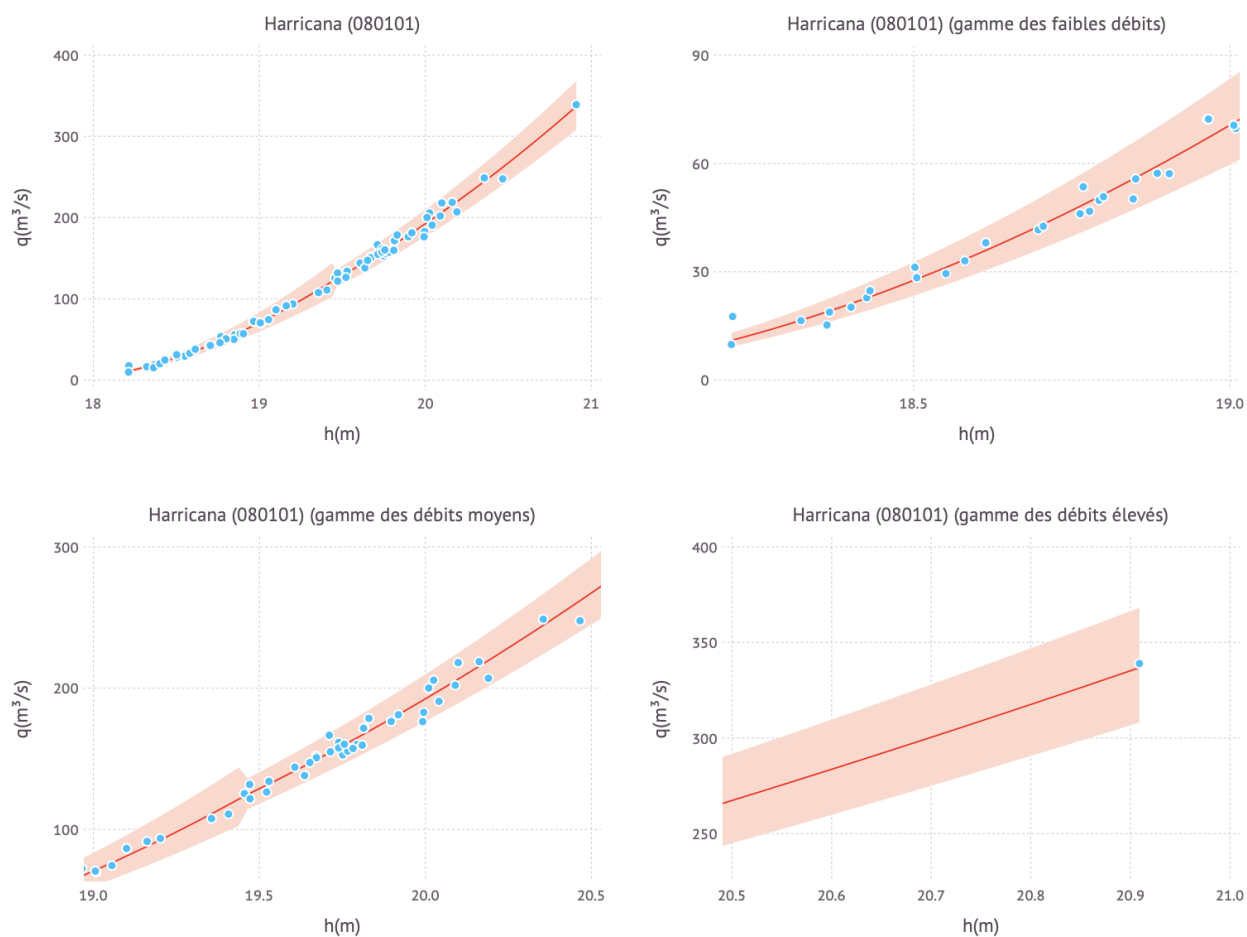 Harricana (080101)
400
300
200
100
0
q(m³/s)
18
19
20
21
h(m)
Harricana (080101) (gamme des faibles débits)
90
60
30
0
q(m³/s)
18.5
19.0
h(m)
Harricana (080101) (gamme des débits moyens)
300
200
100
q(m³/s)
19.0
19.5
20.0
20.5
h(m)
Harricana (080101) (gamme des débits élevés)
400
350
300
250
q(m³/s)
20.5
20.6
20.7
20.8
20.9
21.0
h(m)